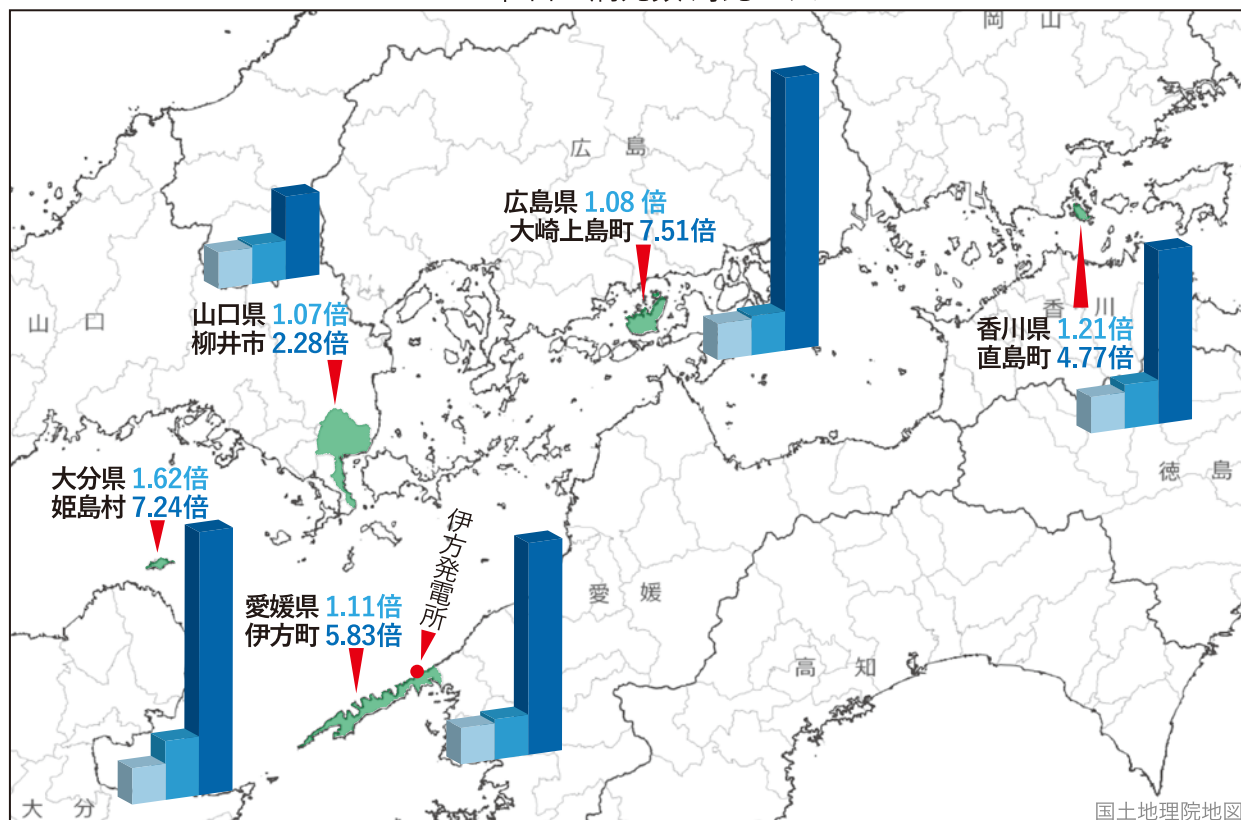 岡 山
広 島
広島県 1.08 倍
大崎上島町 7.51倍
山 口
山口県 1.07倍
柳井市 2.28倍
香 川
香川県 1.21倍
直島町 4.77倍
徳 島
大分県 1.62倍
姫島村 7.24倍
伊方発電所
愛 媛
愛媛県 1.11倍
伊方町 5.83倍
高 知
大 分
国土地理院地図